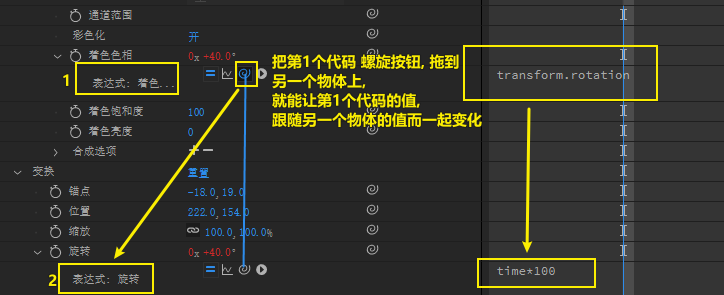 通道范围
彩色化 开
着色色相 0x +40.0°
1 表达式: 着色...
把第1个代码 螺旋按钮, 拖到
另一个物体上,
就能让第1个代码的值,
跟随另一个物体的值而一起变化
transform.rotation
着色饱和度 100
着色亮度 0
合成选项 + −
变换 重置
锚点 -18.0,19.0
位置 222.0,154.0
缩放 100.0,100.0%
旋转 0x +40.0°
2 表达式: 旋转
time*100